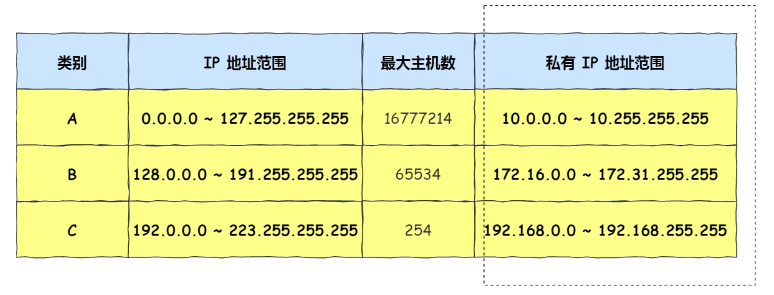 类别 IP 地址范围 最大主机数 私有 IP 地址范围
A 0.0.0.0 ~ 127.255.255.255 16777214 10.0.0.0 ~ 10.255.255.255
B 128.0.0.0 ~ 191.255.255.255 65534 172.16.0.0 ~ 172.31.255.255
C 192.0.0.0 ~ 223.255.255.255 254 192.168.0.0 ~ 192.168.255.255